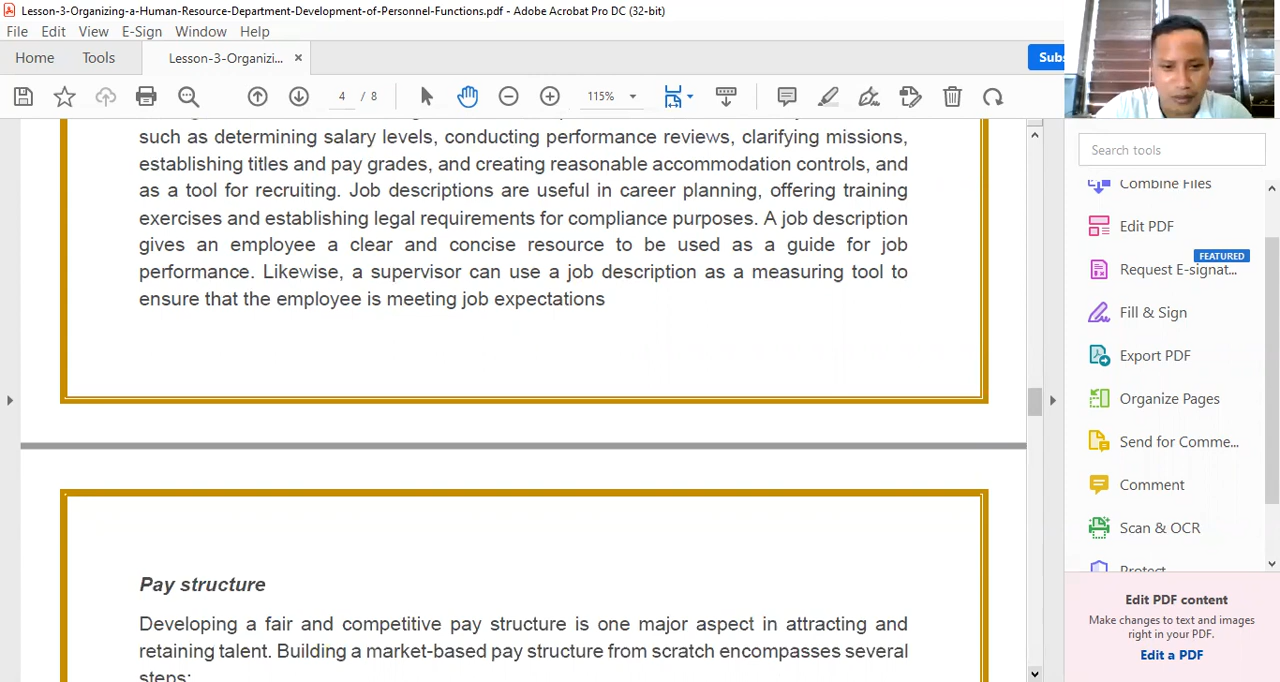 Lesson-3-Organizing-a-Human-Resource-Department-Development-of-Personnel-Functions.pdf - Adobe Acrobat Pro DC (32-bit)
File Edit View E-Sign Window Help
Home Tools Lesson-3-Organizi... ×
Subs
4 / 8 115%
such as determining salary levels, conducting performance reviews, clarifying missions,
establishing titles and pay grades, and creating reasonable accommodation controls, and
as a tool for recruiting. Job descriptions are useful in career planning, offering training
exercises and establishing legal requirements for compliance purposes. A job description
gives an employee a clear and concise resource to be used as a guide for job
performance. Likewise, a supervisor can use a job description as a measuring tool to
ensure that the employee is meeting job expectations
Pay structure
Developing a fair and competitive pay structure is one major aspect in attracting and
retaining talent. Building a market-based pay structure from scratch encompasses several
steps:
Search tools
Combine Files
Edit PDF
FEATURED
Request E-signat...
Fill & Sign
Export PDF
Organize Pages
Send for Comme...
Comment
Scan & OCR
Protect
Edit PDF content
Make changes to text and images
right in your PDF.
Edit a PDF